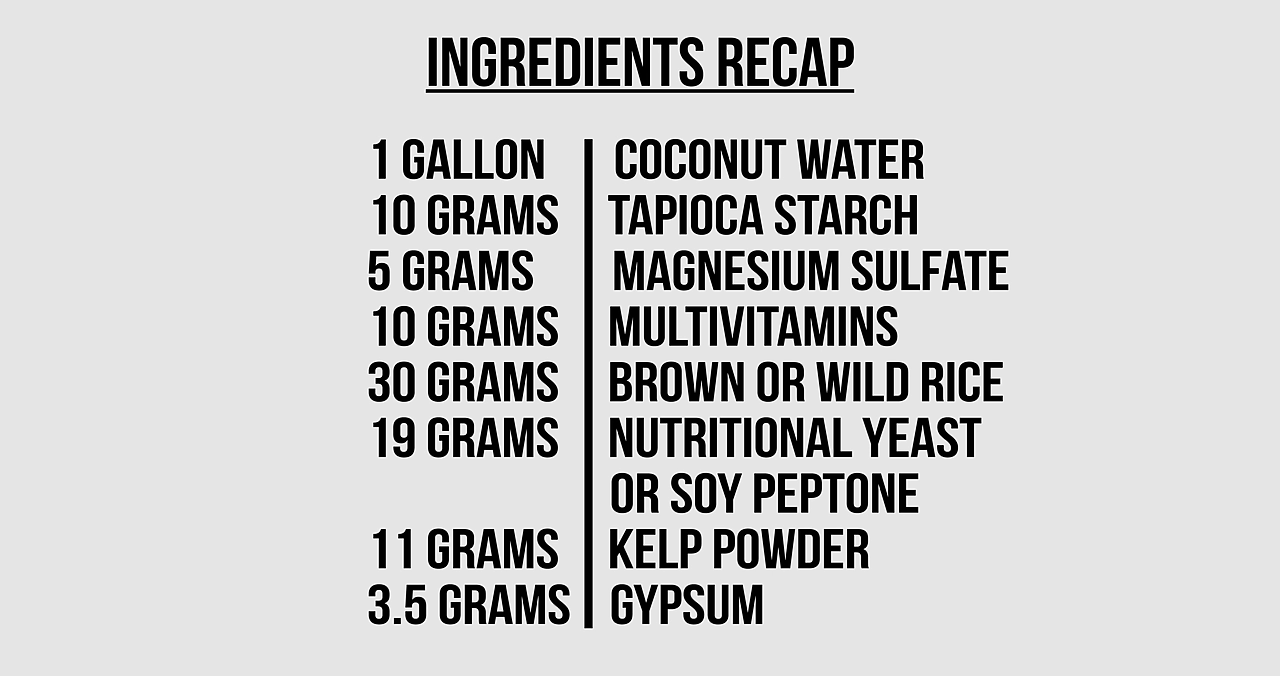 INGREDIENTS RECAP
1 GALLON | COCONUT WATER
10 GRAMS | TAPIOCA STARCH
5 GRAMS | MAGNESIUM SULFATE
10 GRAMS | MULTIVITAMINS
30 GRAMS | BROWN OR WILD RICE
19 GRAMS | NUTRITIONAL YEAST
OR SOY PEPTONE
11 GRAMS | KELP POWDER
3.5 GRAMS | GYPSUM